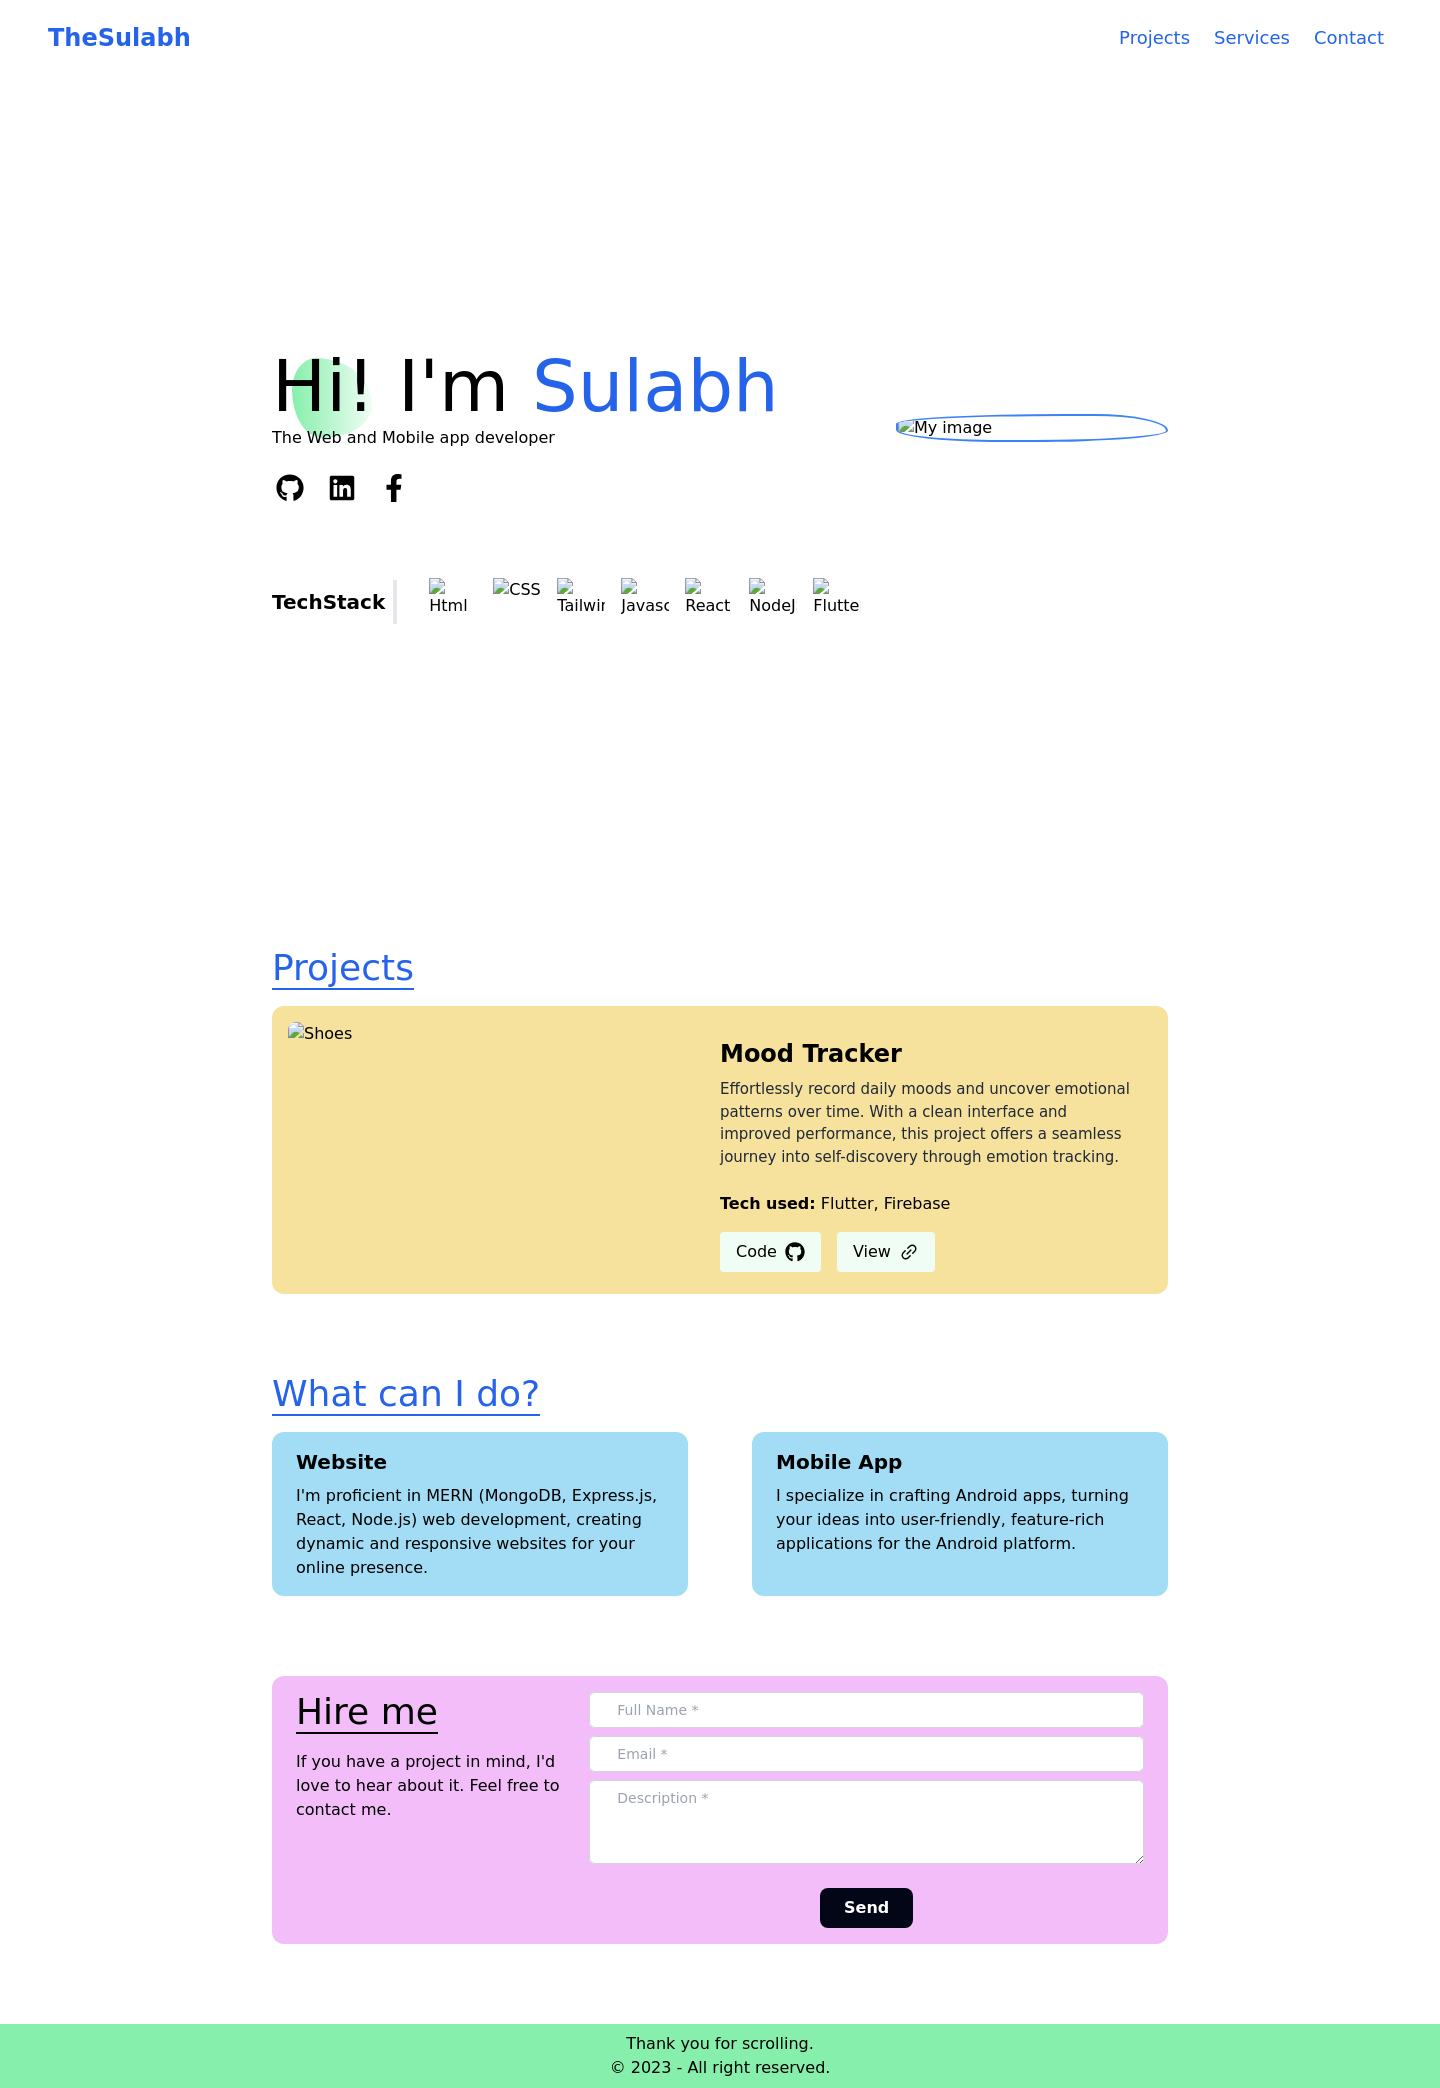 TheSulabh
Projects Services Contact
Hi! I'm Sulabh
The Web and Mobile app developer
My image
TechStack
Html CSS Tailwin Javasc React NodeJ Flutte
Projects
Shoes
Mood Tracker
Effortlessly record daily moods and uncover emotional
patterns over time. With a clean interface and
improved performance, this project offers a seamless
journey into self-discovery through emotion tracking.
Tech used: Flutter, Firebase
Code View
What can I do?
Website
I'm proficient in MERN (MongoDB, Express.js,
React, Node.js) web development, creating
dynamic and responsive websites for your
online presence.
Mobile App
I specialize in crafting Android apps, turning
your ideas into user-friendly, feature-rich
applications for the Android platform.
Hire me
If you have a project in mind, I'd
love to hear about it. Feel free to
contact me.
Full Name *
Email *
Description *
Send
Thank you for scrolling.
© 2023 - All right reserved.